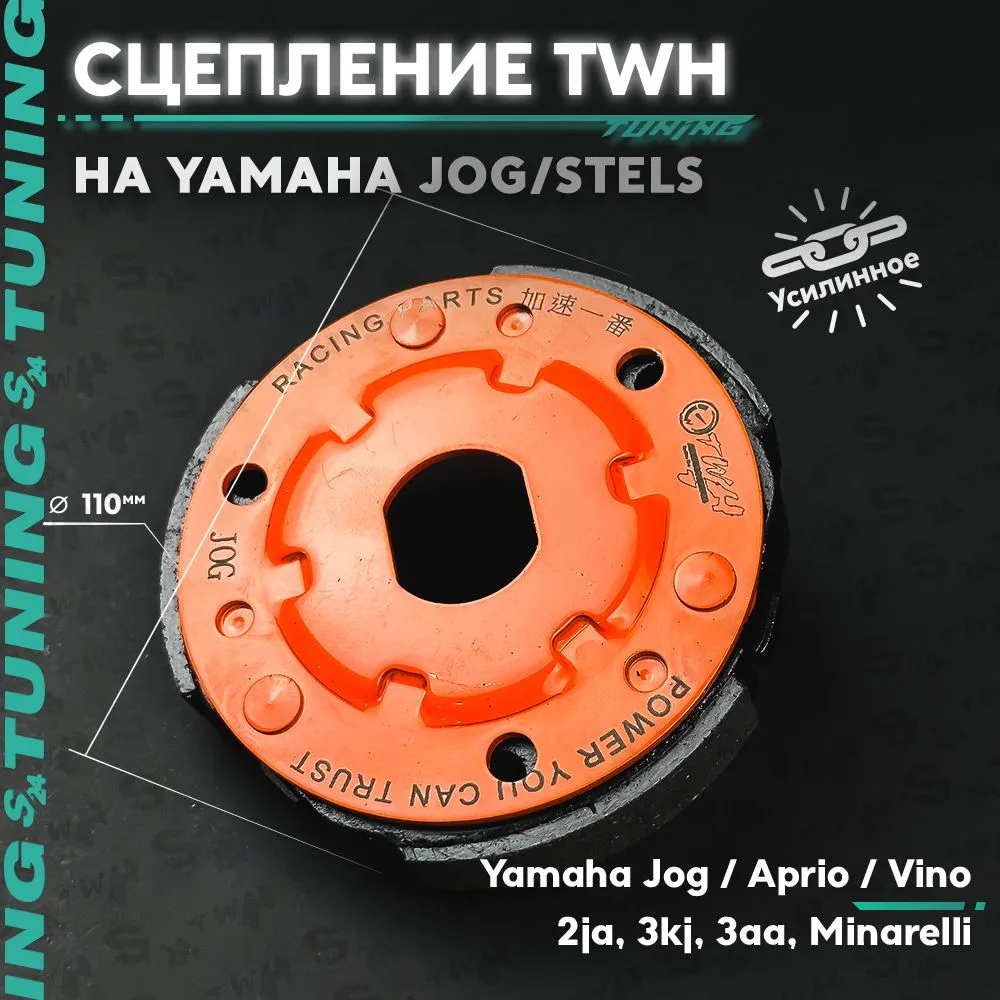 СЦЕПЛЕНИЕ TWH
TUNING
НА YAMAHA JOG/STELS
Усилинное
RACING PARTS 加速一番
TWH
JOG
⌀ 110мм
POWER YOU CAN TRUST
Yamaha Jog / Aprio / Vino
2ja, 3kj, 3aa, Minarelli
ING S24 TUNING S24 TUNING